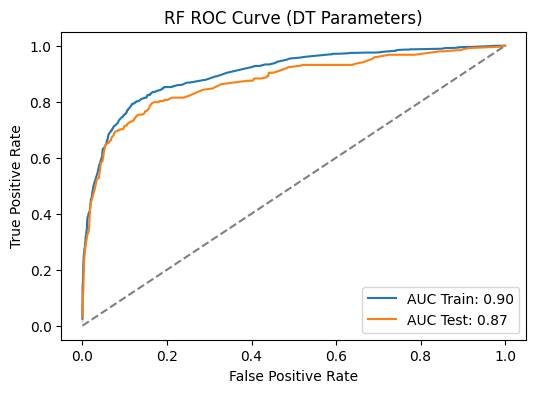 RF ROC Curve (DT Parameters)
True Positive Rate
1.0
0.8
0.6
0.4
0.2
0.0
0.0 0.2 0.4 0.6 0.8 1.0
False Positive Rate
AUC Train: 0.90
AUC Test: 0.87